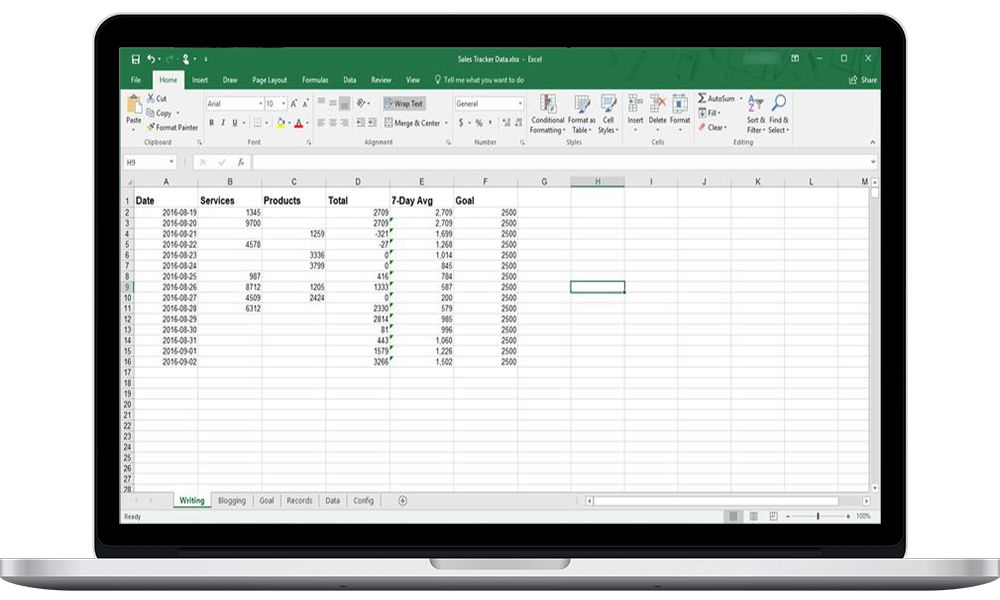 Sales Tracker Data.xlsx - Excel
File Home Insert Draw Page Layout Formulas Data Review View Tell me what you want to do Share
Cut
Copy
Format Painter
Paste
Clipboard
Arial 10 A A
B I U A
Font
Wrap Text
Merge & Center
Alignment
General
$ % ,
Number
Conditional Formatting
Format as Table
Cell Styles
Styles
Insert Delete Format
Cells
AutoSum
Fill
Clear
Sort & Filter
Find & Select
Editing
H9 fx
A B C D E F G H I J K L M
1 Date Services Products Total 7-Day Avg Goal
2 2016-08-19 1345 2709 2,709 2500
3 2016-08-20 9700 2709 2,709 2500
4 2016-08-21 1259 -321 1,699 2500
5 2016-08-22 4578 -27 1,268 2500
6 2016-08-23 3336 0 1,014 2500
7 2016-08-24 3799 0 845 2500
8 2016-08-25 987 416 784 2500
9 2016-08-26 8712 1205 1333 587 2500
10 2016-08-27 4509 2424 0 200 2500
11 2016-08-28 6312 2330 579 2500
12 2016-08-29 2814 985 2500
13 2016-08-30 81 996 2500
14 2016-08-31 443 1,060 2500
15 2016-09-01 1579 1,226 2500
16 2016-09-02 3266 1,502 2500
17
18
19
20
21
22
23
24
25
26
27
28
Writing Blogging Goal Records Data Config
Ready 100%